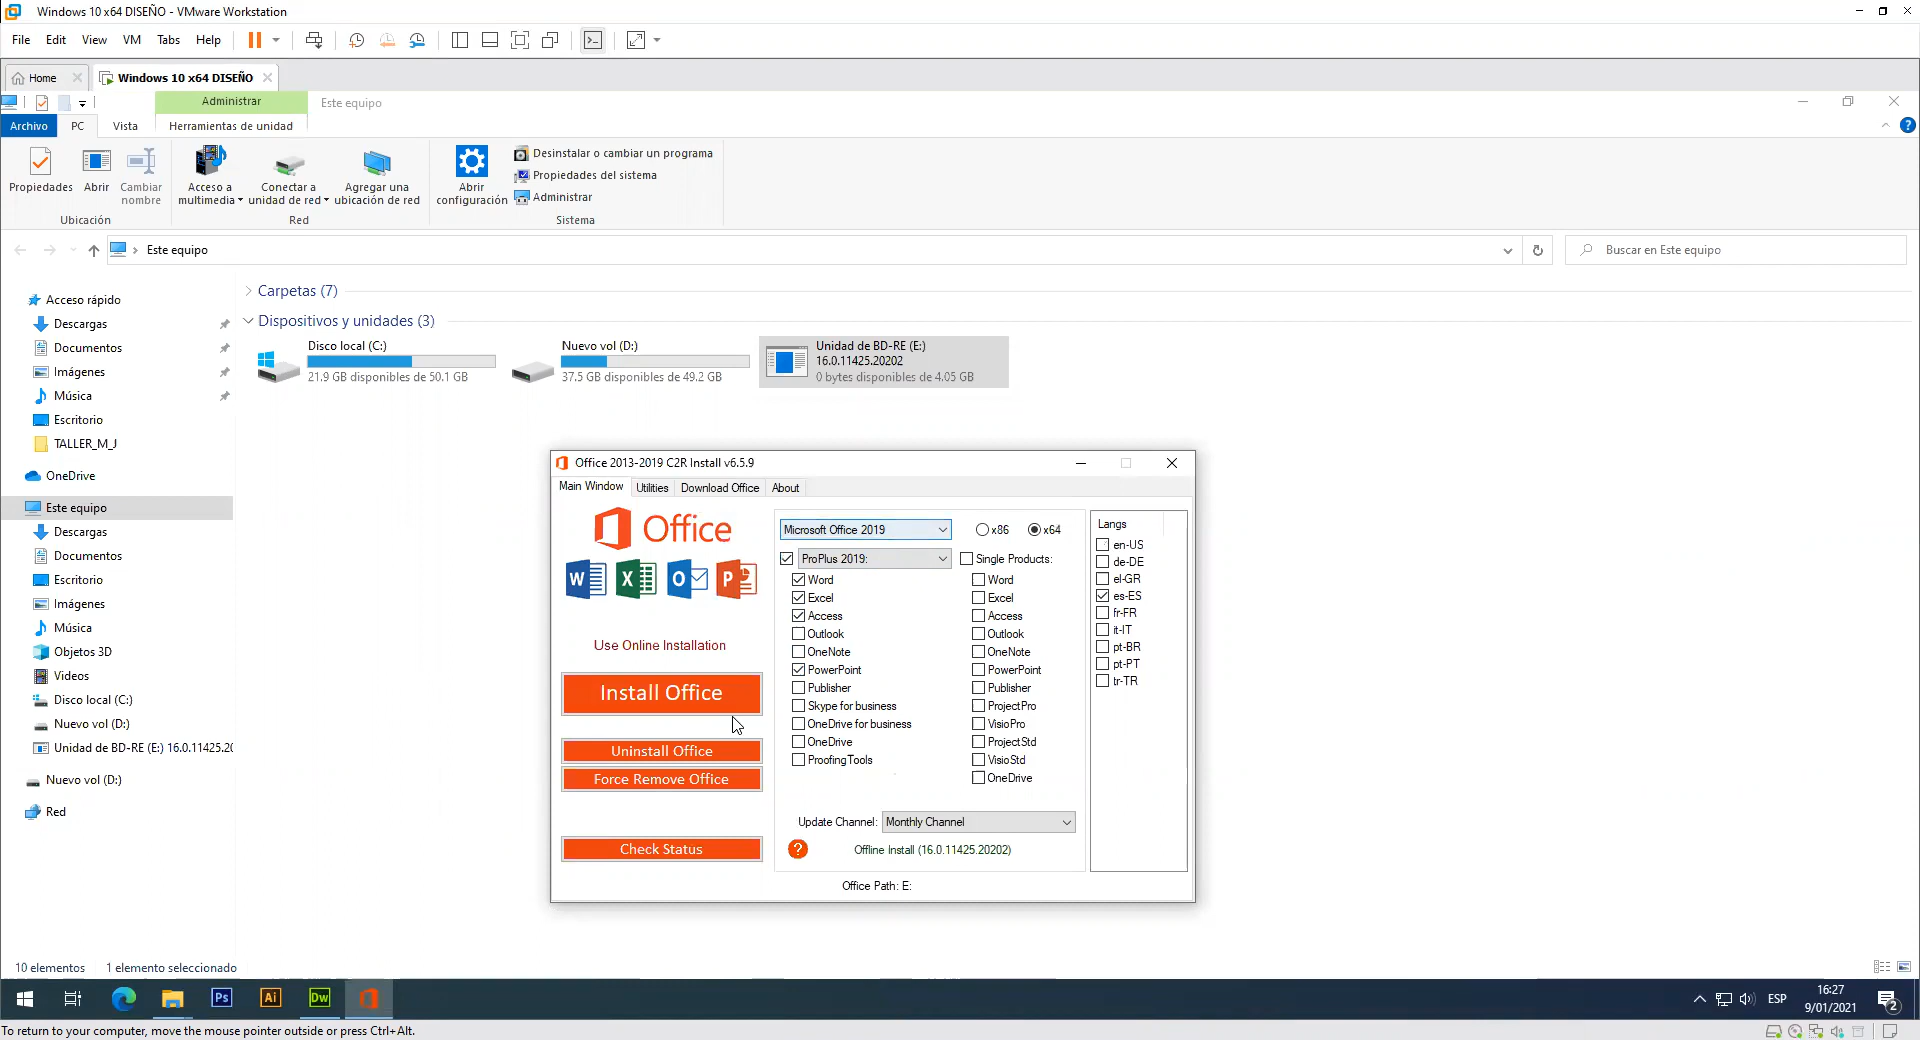 Windows 10 x64 DISEÑO - VMware Workstation
File Edit View VM Tabs Help
Home
Windows 10 x64 DISEÑO
Administrar
Este equipo
Archivo PC Vista Herramientas de unidad
Propiedades
Abrir
Cambiar nombre
Ubicación
Acceso a multimedia
Conectar a unidad de red
Agregar una ubicación de red
Red
Abrir configuración
Desinstalar o cambiar un programa
Propiedades del sistema
Administrar
Sistema
Este equipo
Buscar en Este equipo
Acceso rápido
Descargas
Documentos
Imágenes
Música
Escritorio
TALLER_M_J
OneDrive
Este equipo
Descargas
Documentos
Escritorio
Imágenes
Música
Objetos 3D
Videos
Disco local (C:)
Nuevo vol (D:)
Unidad de BD-RE (E:) 16.0.11425.20
Nuevo vol (D:)
Red
Carpetas (7)
Dispositivos y unidades (3)
Disco local (C:)
21.9 GB disponibles de 50.1 GB
Nuevo vol (D:)
37.5 GB disponibles de 49.2 GB
Unidad de BD-RE (E:)
16.0.11425.20202
0 bytes disponibles de 4.05 GB
Office 2013-2019 C2R Install v6.5.9
Main Window Utilities Download Office About
Office
W X O P
Use Online Installation
Install Office
Uninstall Office
Force Remove Office
Check Status
Microsoft Office 2019
x86 x64
ProPlus 2019:
Word
Excel
Access
Outlook
OneNote
PowerPoint
Publisher
Skype for business
OneDrive for business
OneDrive
ProofingTools
Single Products:
Word
Excel
Access
Outlook
OneNote
PowerPoint
Publisher
ProjectPro
VisioPro
ProjectStd
VisioStd
OneDrive
Update Channel: Monthly Channel
? Offline Install (16.0.11425.20202)
Office Path: E:
Langs
en-US
de-DE
el-GR
es-ES
fr-FR
it-IT
pt-BR
pt-PT
tr-TR
10 elementos 1 elemento seleccionado
Ps Ai Dw
ESP
16:27
9/01/2021
2
To return to your computer, move the mouse pointer outside or press Ctrl+Alt.